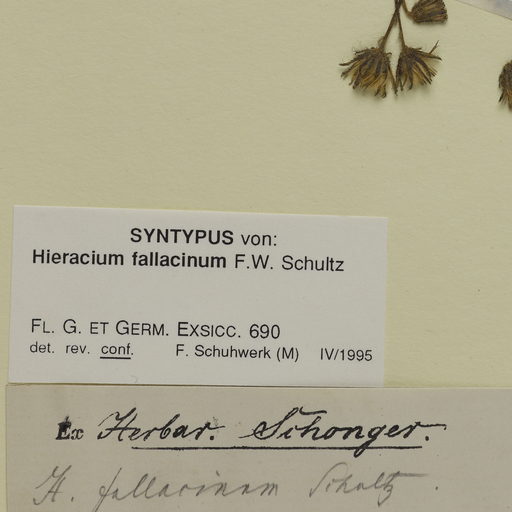 SYNTYPUS von:
Hieracium fallacinum F.W. Schultz
FL. G. ET GERM. EXSICC. 690
det. rev. conf. F. Schuhwerk (M) IV/1995
Ex Herbar. Schonger.
H. fallacinum Schultz.